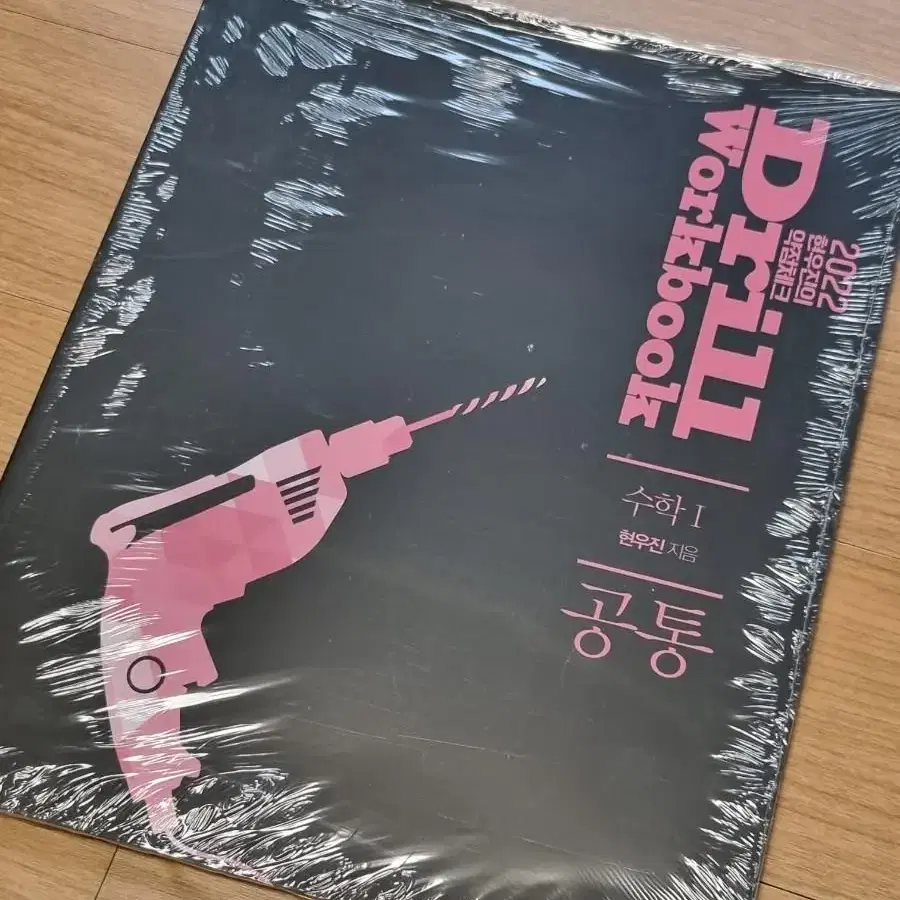 2022
현우진의
약점체크
Drill
Workbook
수학 I
현우진 지음
공통